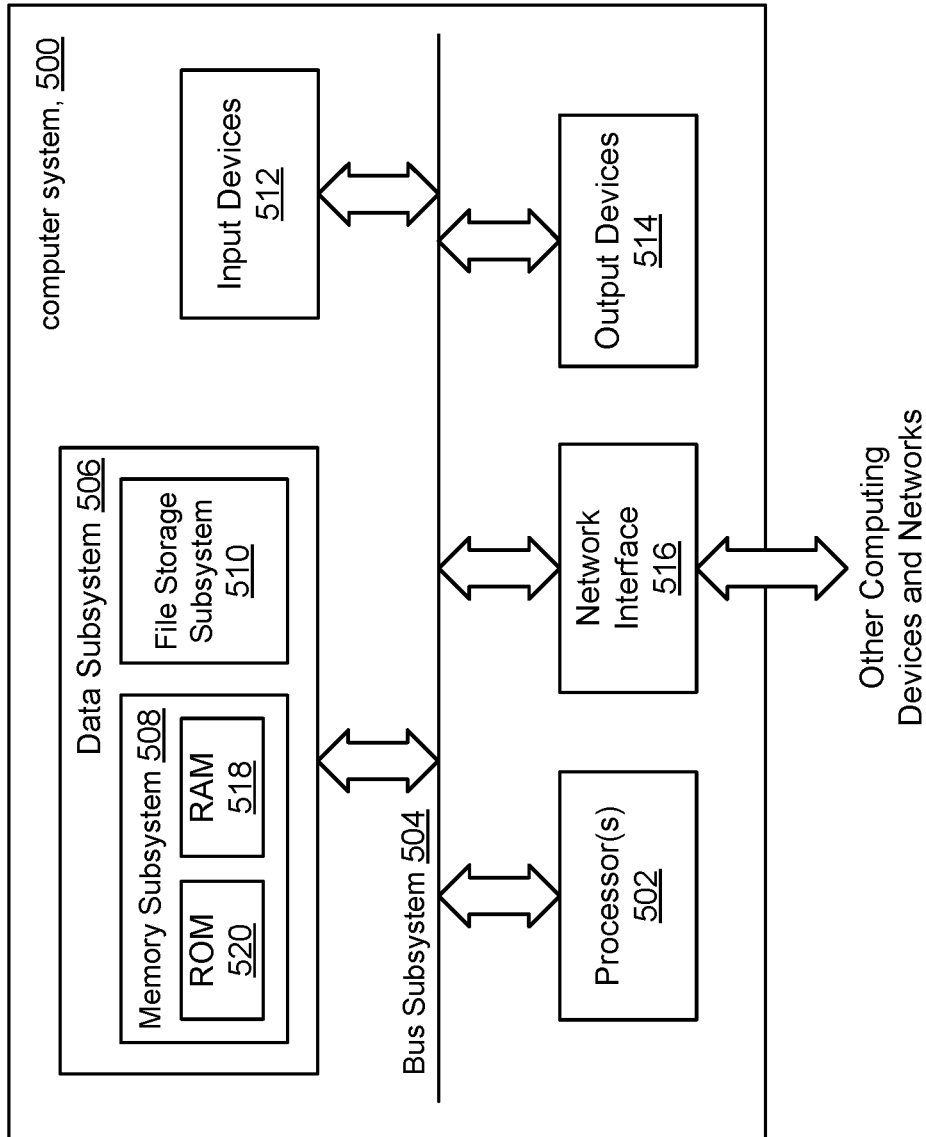 computer system, 500
Data Subsystem 506
Memory Subsystem 508
ROM
520
RAM
518
File Storage
Subsystem
510
Input Devices
512
Bus Subsystem 504
Processor(s)
502
Network
Interface
516
Output Devices
514
Other Computing
Devices and Networks